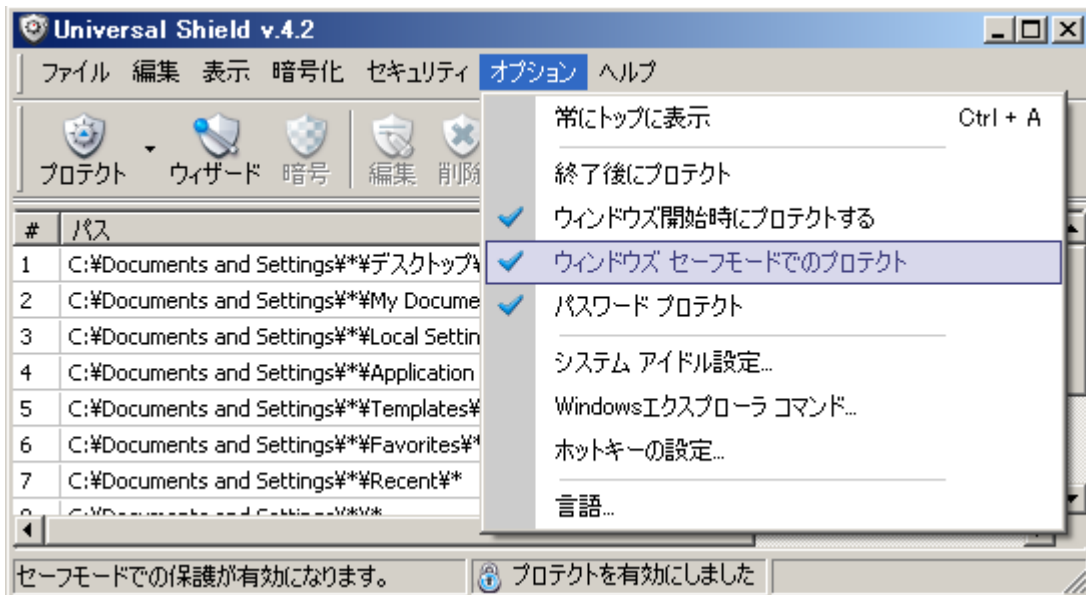 Universal Shield v.4.2
ファイル 編集 表示 暗号化 セキュリティ オプション ヘルプ
プロテクト ウィザード 暗号 編集 削除
常にトップに表示 Ctrl + A
終了後にプロテクト
ウィンドウズ開始時にプロテクトする
ウィンドウズ セーフモードでのプロテクト
パスワード プロテクト
システム アイドル設定...
Windowsエクスプローラ コマンド...
ホットキーの設定...
言語...
# パス
1 C:¥Documents and Settings¥*¥デスクトップ¥
2 C:¥Documents and Settings¥*¥My Docume
3 C:¥Documents and Settings¥*¥Local Settin
4 C:¥Documents and Settings¥*¥Application
5 C:¥Documents and Settings¥*¥Templates¥
6 C:¥Documents and Settings¥*¥Favorites¥*
7 C:¥Documents and Settings¥*¥Recent¥*
セーフモードでの保護が有効になります。 プロテクトを有効にしました